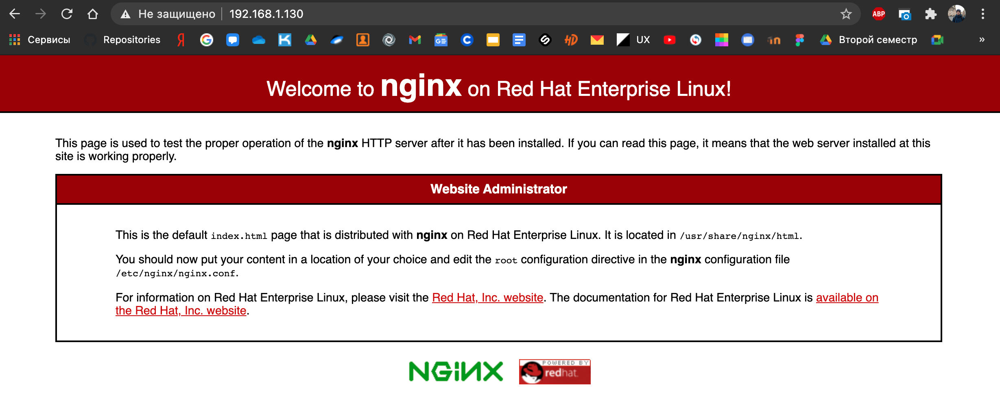 Не защищено 192.168.1.130 ABP
Сервисы Repositories Я G K GE C HD UX in Второй семестр »
Welcome to nginx on Red Hat Enterprise Linux!
This page is used to test the proper operation of the nginx HTTP server after it has been installed. If you can read this page, it means that the web server installed at this
site is working properly.
Website Administrator
This is the default index.html page that is distributed with nginx on Red Hat Enterprise Linux. It is located in /usr/share/nginx/html.
You should now put your content in a location of your choice and edit the root configuration directive in the nginx configuration file
/etc/nginx/nginx.conf.
For information on Red Hat Enterprise Linux, please visit the Red Hat, Inc. website. The documentation for Red Hat Enterprise Linux is available on
the Red Hat, Inc. website.
NGINX
POWERED BY
redhat.